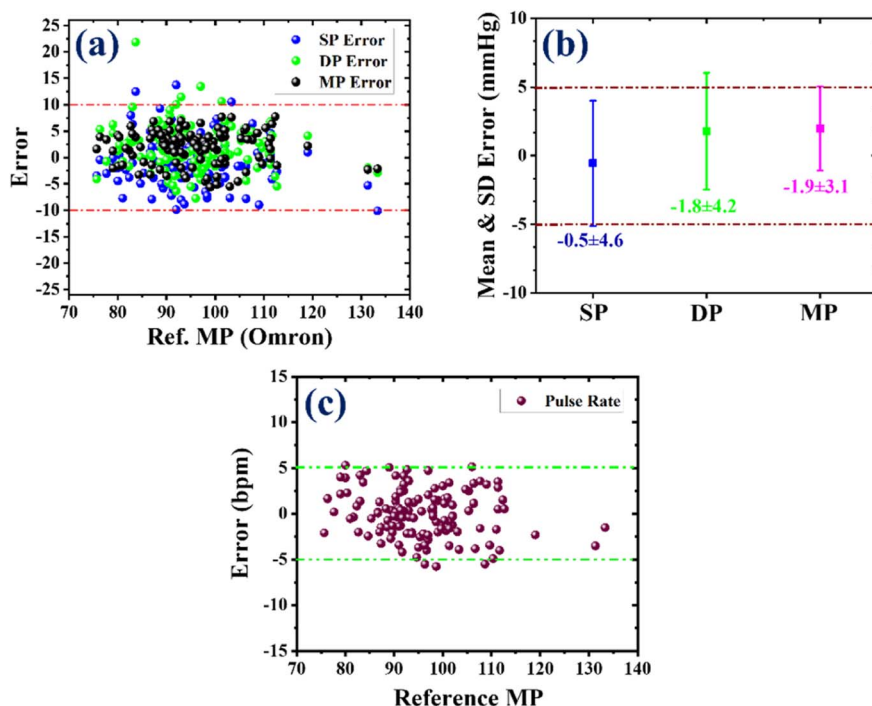 (a)
SP Error
DP Error
MP Error
25
20
15
10
5
0
-5
-10
-15
-20
-25
Error
70 80 90 100 110 120 130 140
Ref. MP (Omron)
(b)
10
5
0
-5
-10
Mean & SD Error (mmHg)
-0.5±4.6
-1.8±4.2
-1.9±3.1
SP DP MP
(c)
Pulse Rate
15
10
5
0
-5
-10
-15
Error (bpm)
70 80 90 100 110 120 130 140
Reference MP